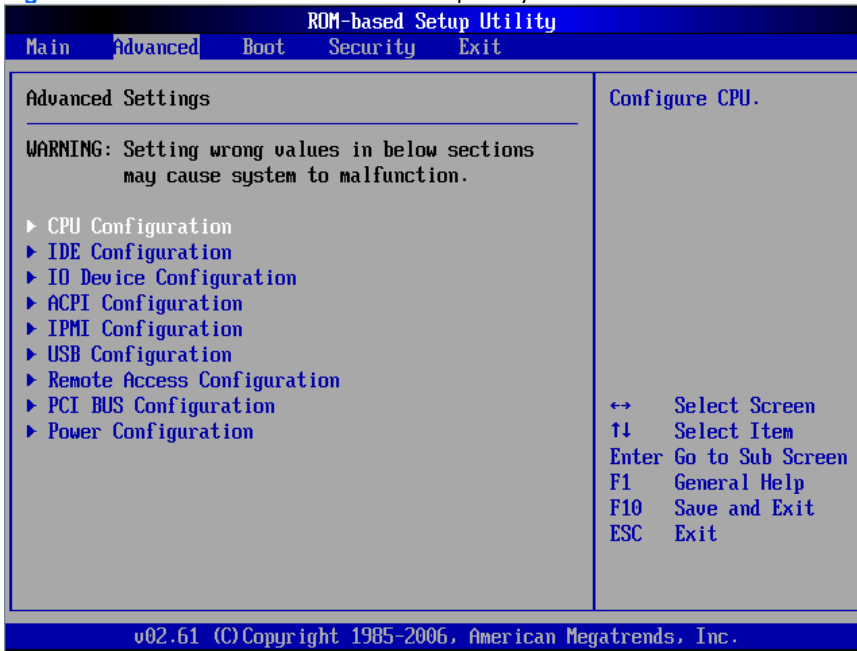 ROM-based Setup Utility
Main Advanced Boot Security Exit
Advanced Settings
WARNING: Setting wrong values in below sections
may cause system to malfunction.
▶ CPU Configuration
▶ IDE Configuration
▶ IO Device Configuration
▶ ACPI Configuration
▶ IPMI Configuration
▶ USB Configuration
▶ Remote Access Configuration
▶ PCI BUS Configuration
▶ Power Configuration
Configure CPU.
←→ Select Screen
↑↓ Select Item
Enter Go to Sub Screen
F1 General Help
F10 Save and Exit
ESC Exit
v02.61 (C)Copyright 1985-2006, American Megatrends, Inc.